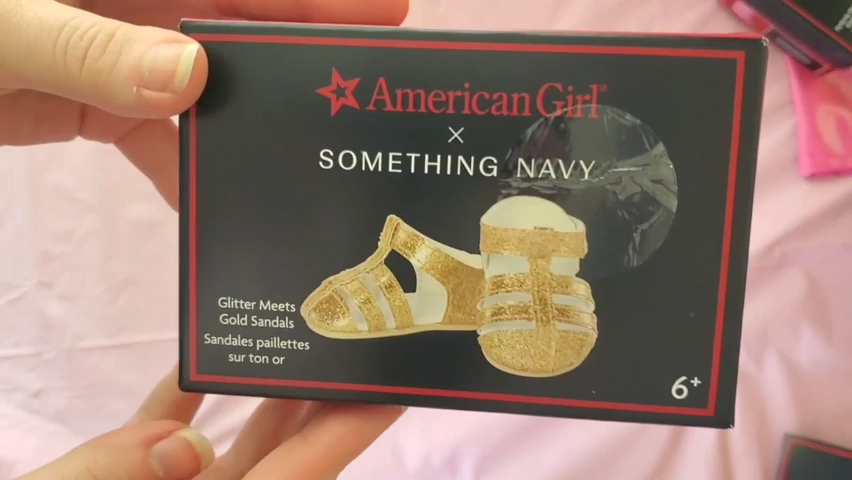 American Girl®
×
SOMETHING NAVY
Glitter Meets
Gold Sandals
Sandales paillettes
sur ton or
6+